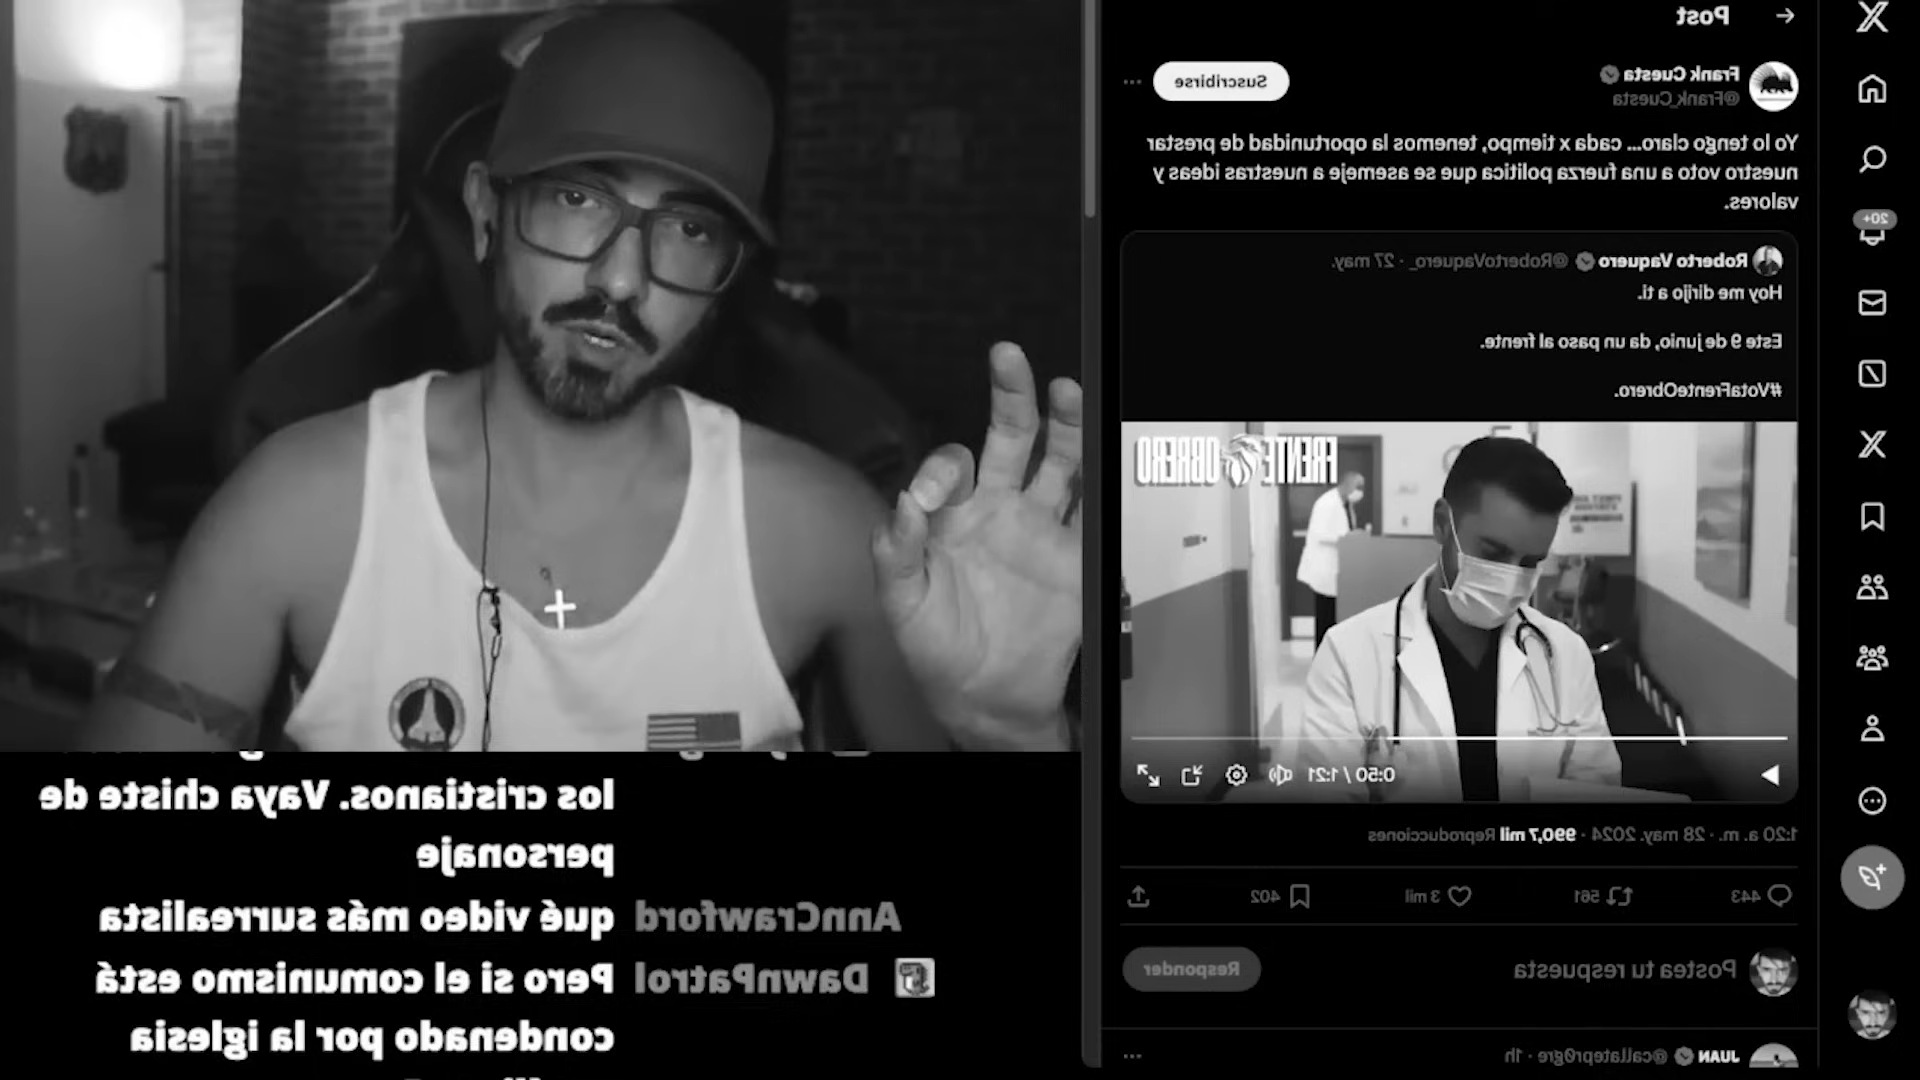 Post
Frank Cuesta
@Frank_Cuesta
Suscribirse
Yo lo tengo claro... cada x tiempo, tenemos la oportunidad de prestar
nuestro voto a una fuerza política que se asemeje a nuestras ideas y
valores.
Roberto Vaquero @RobertoVaquero_ · 27 may.
Hoy me dirijo a ti.
Este 9 de junio, da un paso al frente.
#VotaFrenteObrero.
FRENTE OBRERO
0:50 / 1:21
1:20 a. m. · 28 may. 2024 · 990,7 mil Reproducciones
443 561 3 mil 402
Postea tu respuesta
Responder
JUAN @callateprøgre · 1h
20+
los cristianos. Vaya chiste de
personaje
AnnCrawford qué video más surrealista
DawnPatrol Pero si el comunismo está
condenado por la iglesia